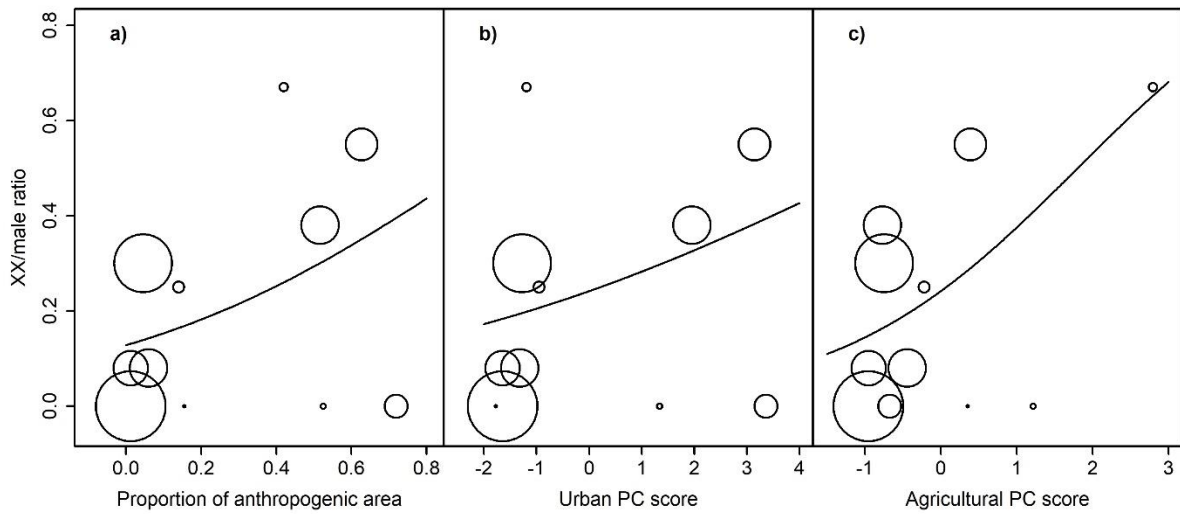 a)
b)
c)
XX/male ratio
0.8
0.6
0.4
0.2
0.0
0.0 0.2 0.4 0.6 0.8
-2 -1 0 1 2 3 4
-1 0 1 2 3
Proportion of anthropogenic area
Urban PC score
Agricultural PC score